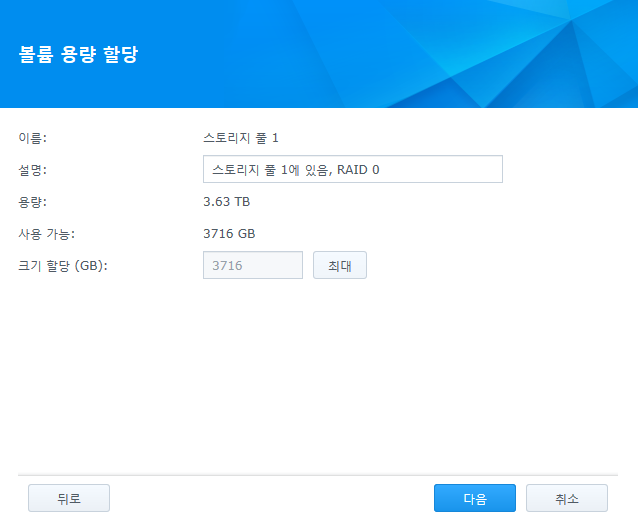 볼륨 용량 할당
이름: 스토리지 풀 1
설명: 스토리지 풀 1에 있음, RAID 0
용량: 3.63 TB
사용 가능: 3716 GB
크기 할당 (GB): 3716 최대
뒤로 다음 취소